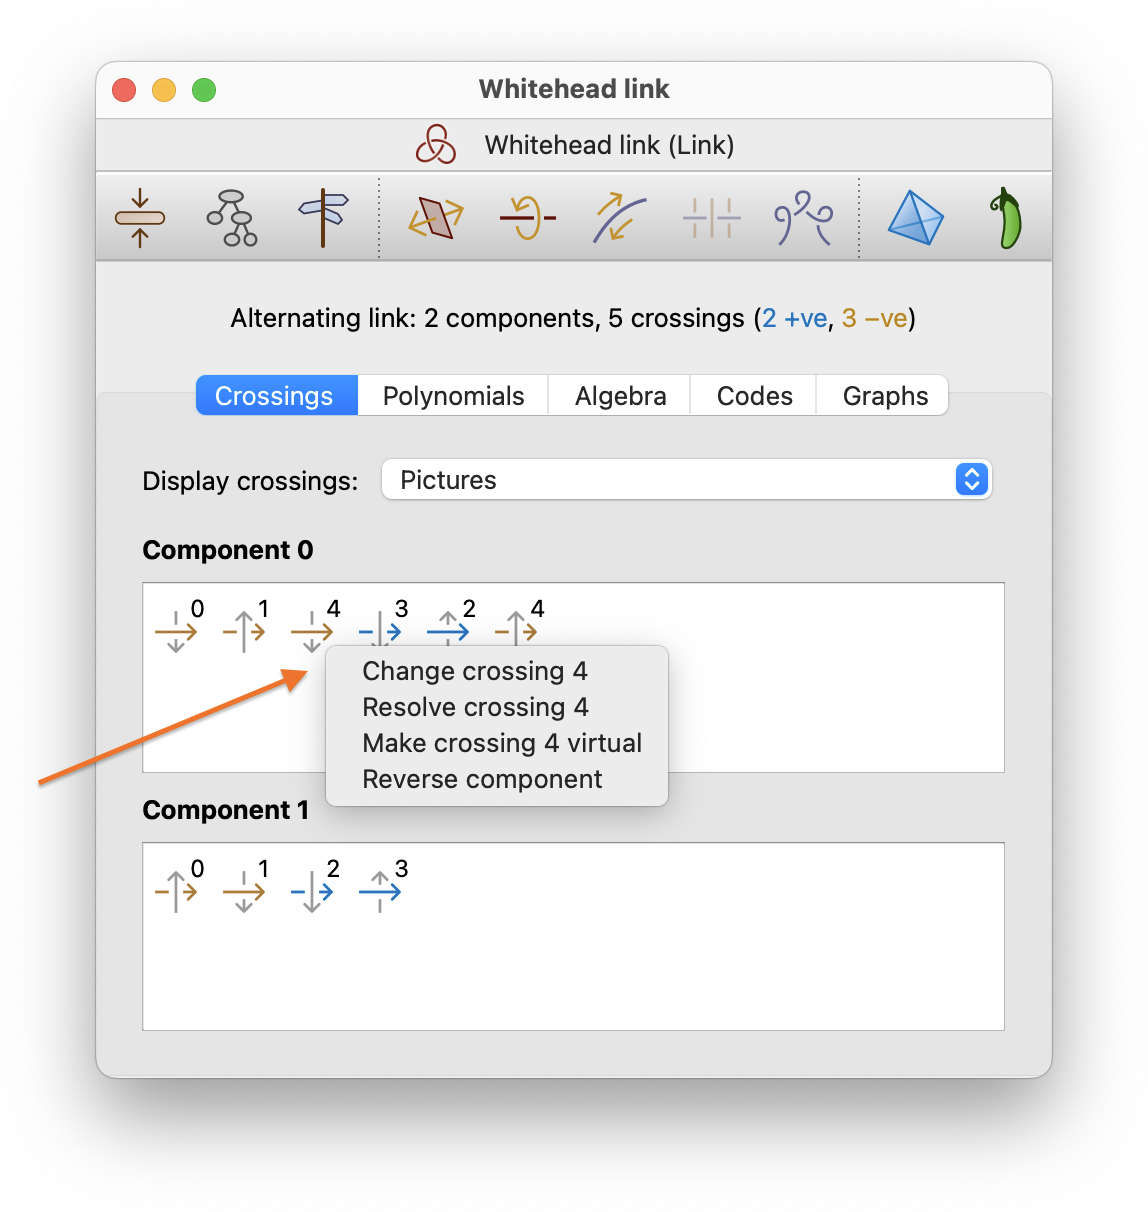 Whitehead link
Whitehead link (Link)
Alternating link: 2 components, 5 crossings (2 +ve, 3 −ve)
Crossings Polynomials Algebra Codes Graphs
Display crossings: Pictures
Component 0
0 1 4 3 2 4
Change crossing 4
Resolve crossing 4
Make crossing 4 virtual
Reverse component
Component 1
0 1 2 3